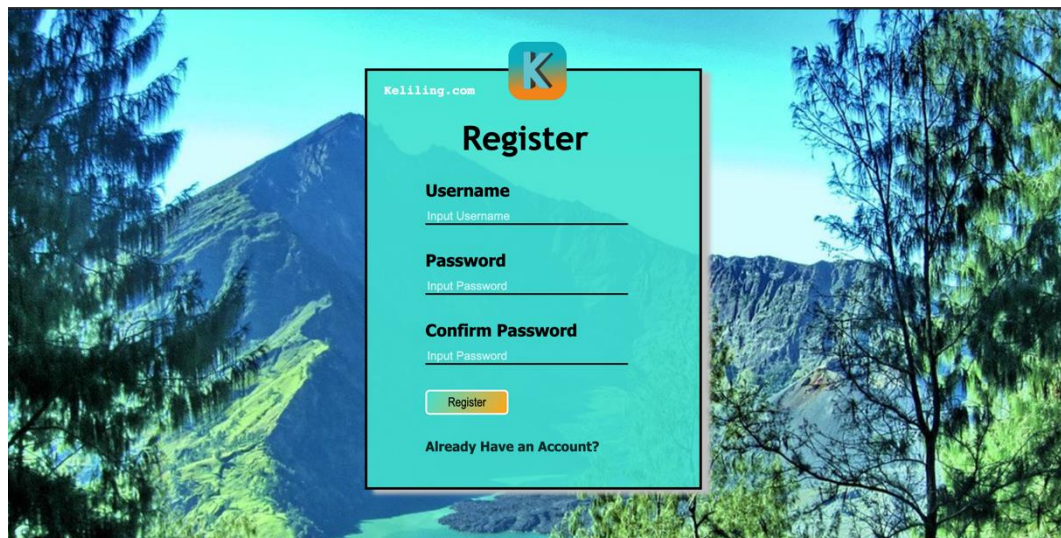 K
Keliling.com
Register
Username
Input Username
Password
Input Password
Confirm Password
Input Password
Register
Already Have an Account?